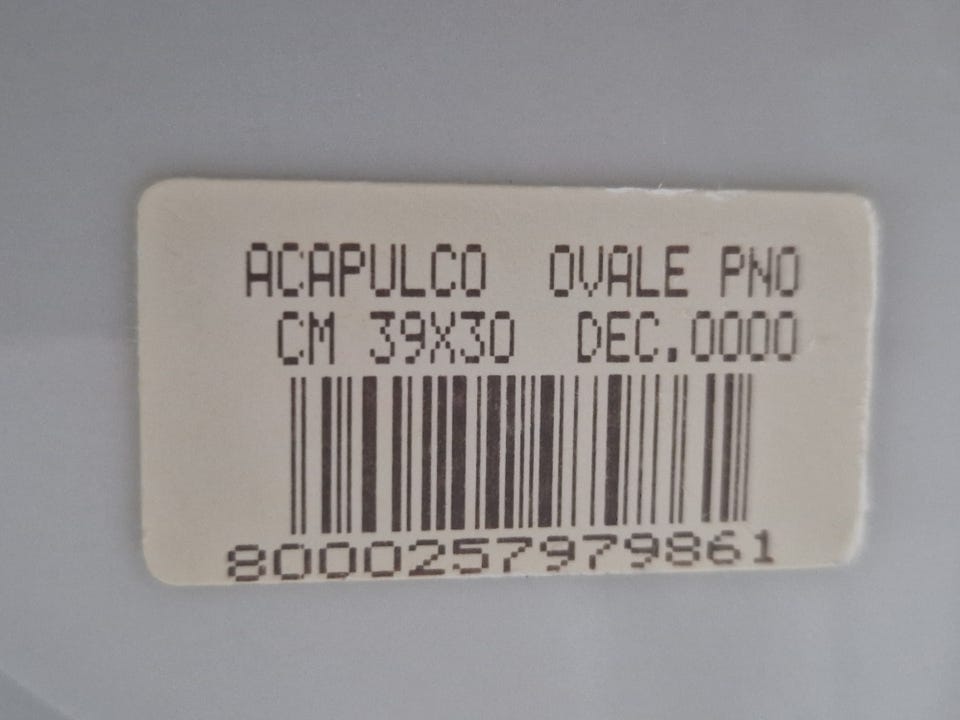 ACAPULCO OVALE PNO
CM 39X30 DEC.0000
8000257979861